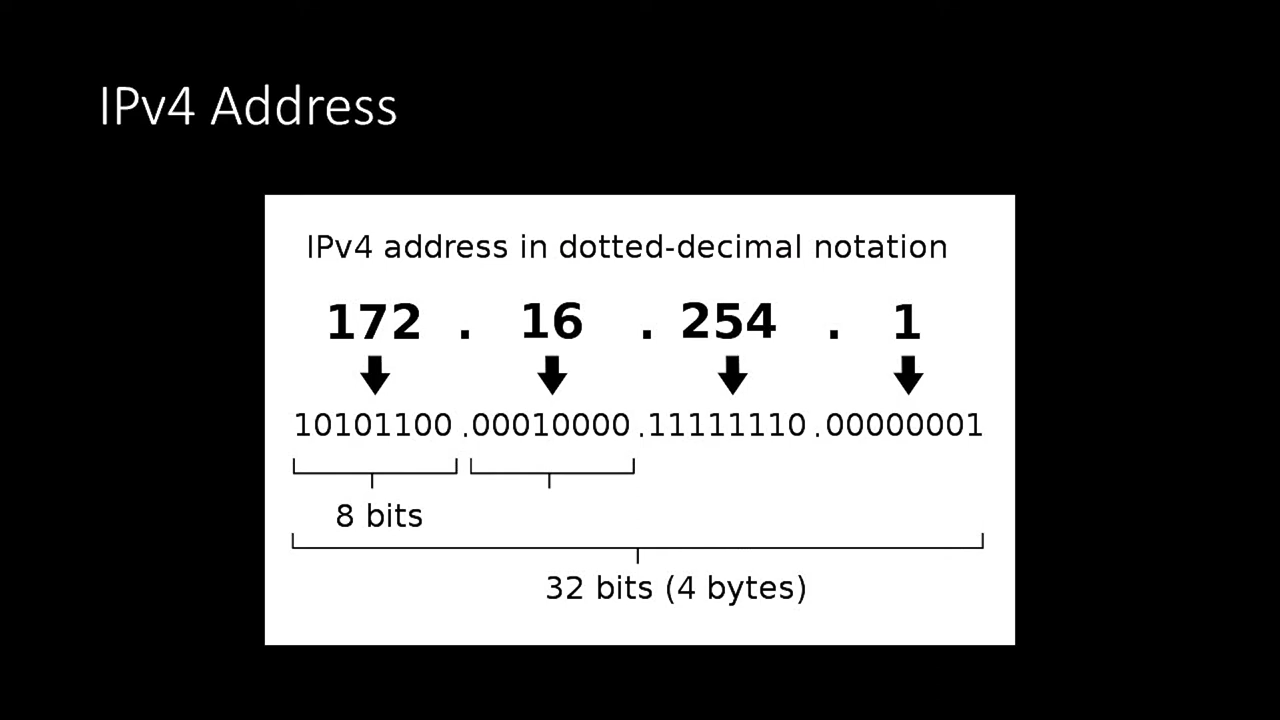 IPv4 Address
IPv4 address in dotted-decimal notation
172 . 16 . 254 . 1
10101100 .00010000 .11111110 .00000001
8 bits
32 bits (4 bytes)